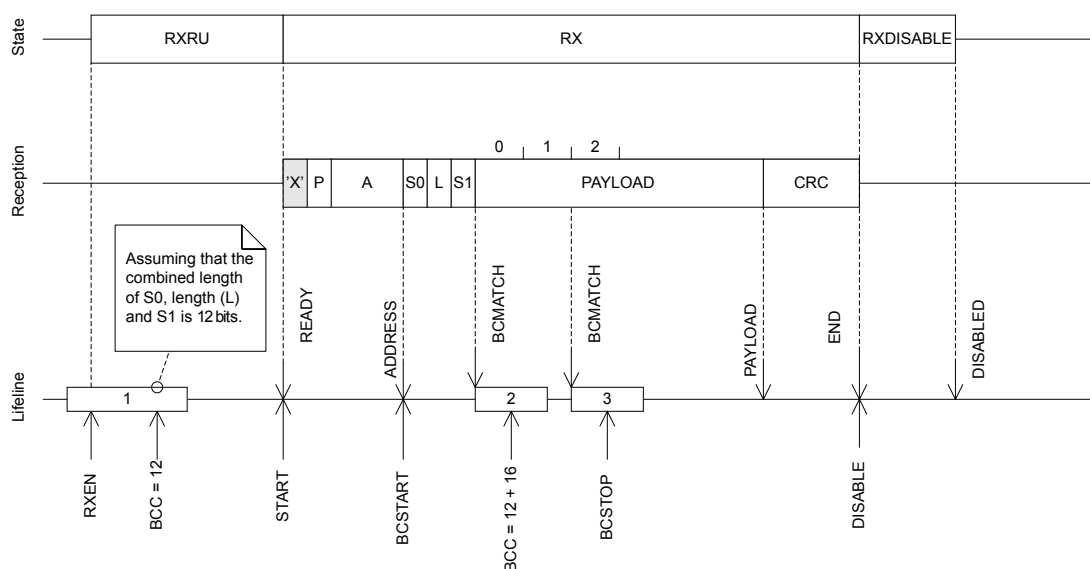 State
RXRU
RX
RXDISABLE
Reception
0 1 2
'X' P A S0 L S1 PAYLOAD CRC
Assuming that the
combined length
of S0, length (L)
and S1 is 12 bits.
READY
ADDRESS
BCMATCH
BCMATCH
PAYLOAD
END
DISABLED
Lifeline
1
2
3
RXEN
BCC = 12
START
BCSTART
BCC = 12 + 16
BCSTOP
DISABLE